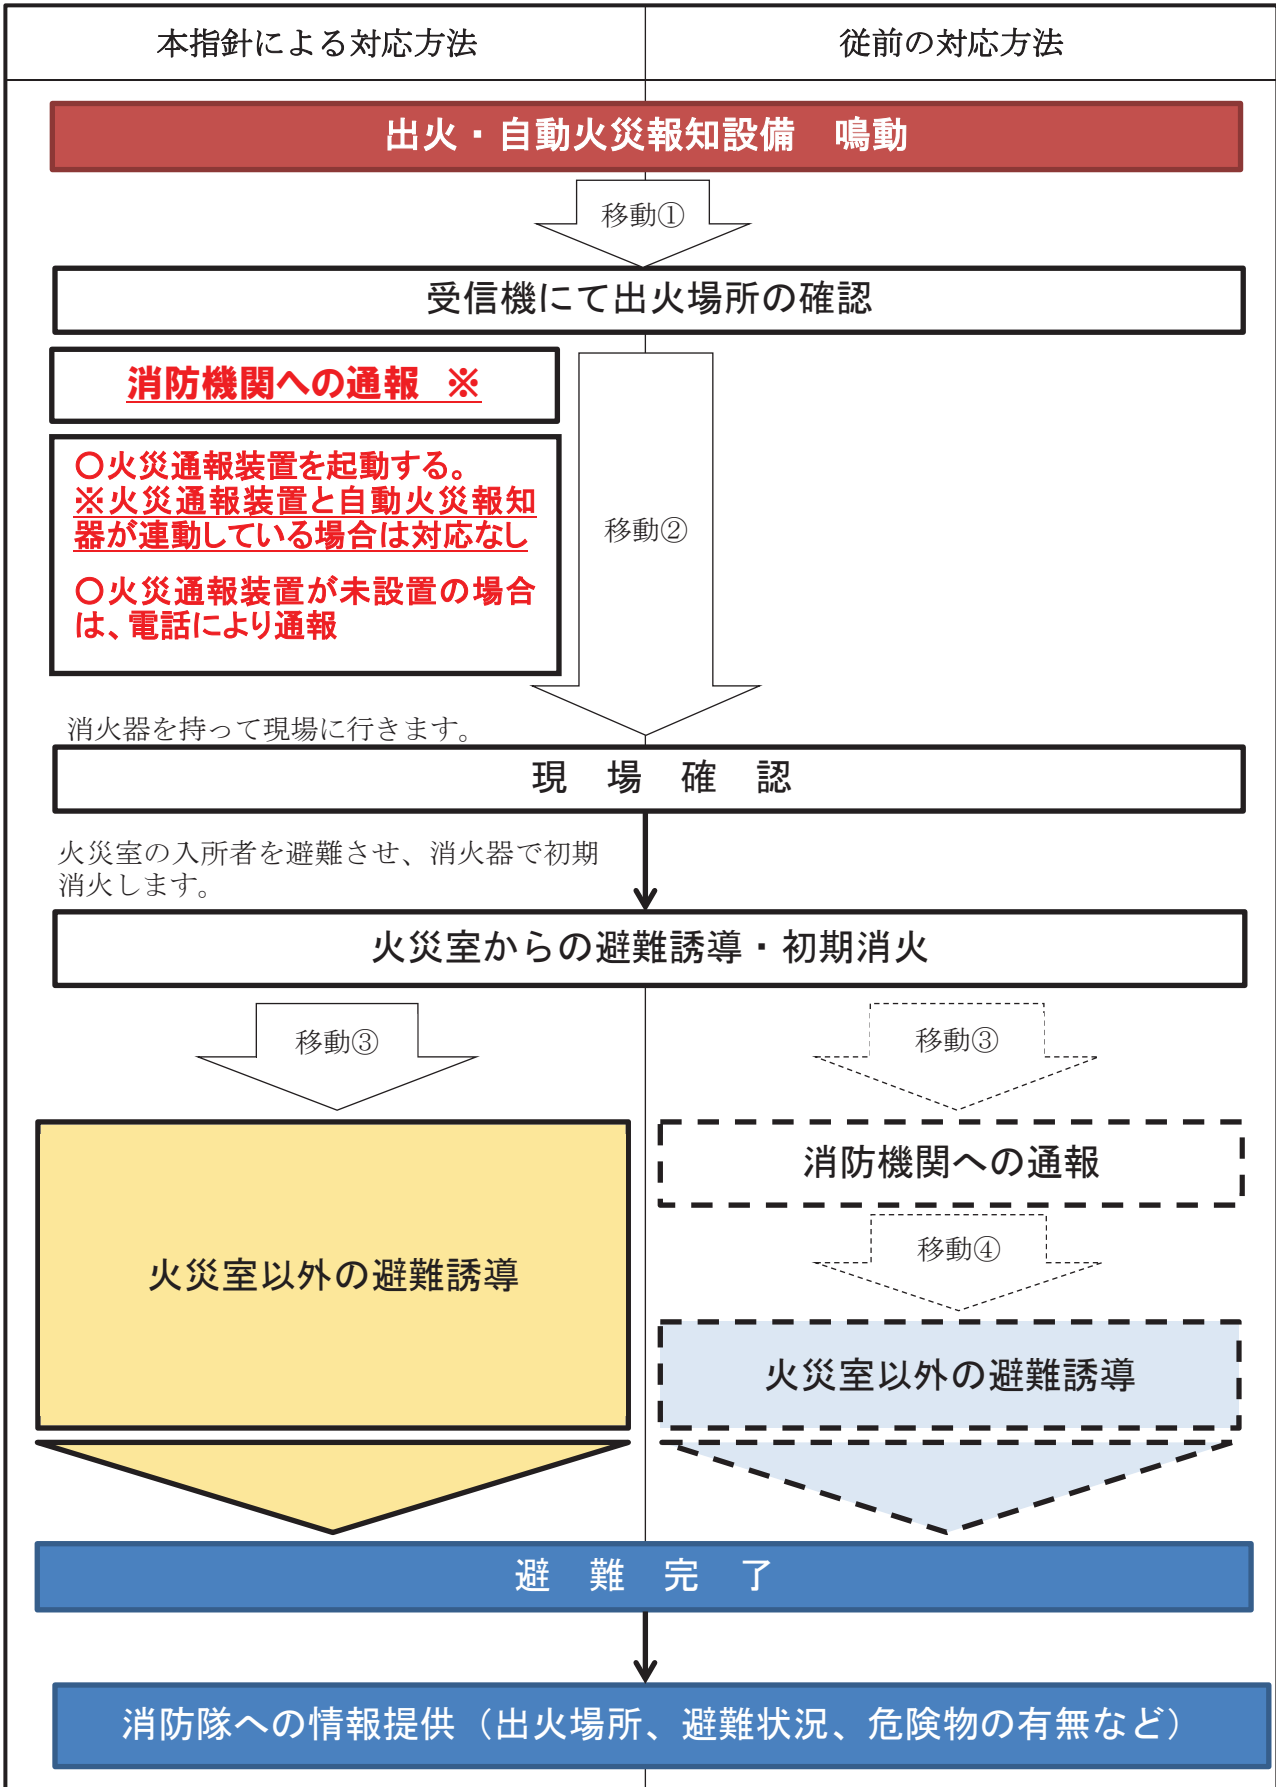 本指針による対応方法
従前の対応方法
出火・自動火災報知設備　鳴動
移動①
受信機にて出火場所の確認
消防機関への通報　※
○火災通報装置を起動する。
※火災通報装置と自動火災報知
器が連動している場合は対応なし
○火災通報装置が未設置の場合
は、電話により通報
移動②
消火器を持って現場に行きます。
現　場　確　認
火災室の入所者を避難させ、消火器で初期
消火します。
火災室からの避難誘導・初期消火
移動③
火災室以外の避難誘導
移動③
消防機関への通報
移動④
火災室以外の避難誘導
避　難　完　了
消防隊への情報提供（出火場所、避難状況、危険物の有無など）